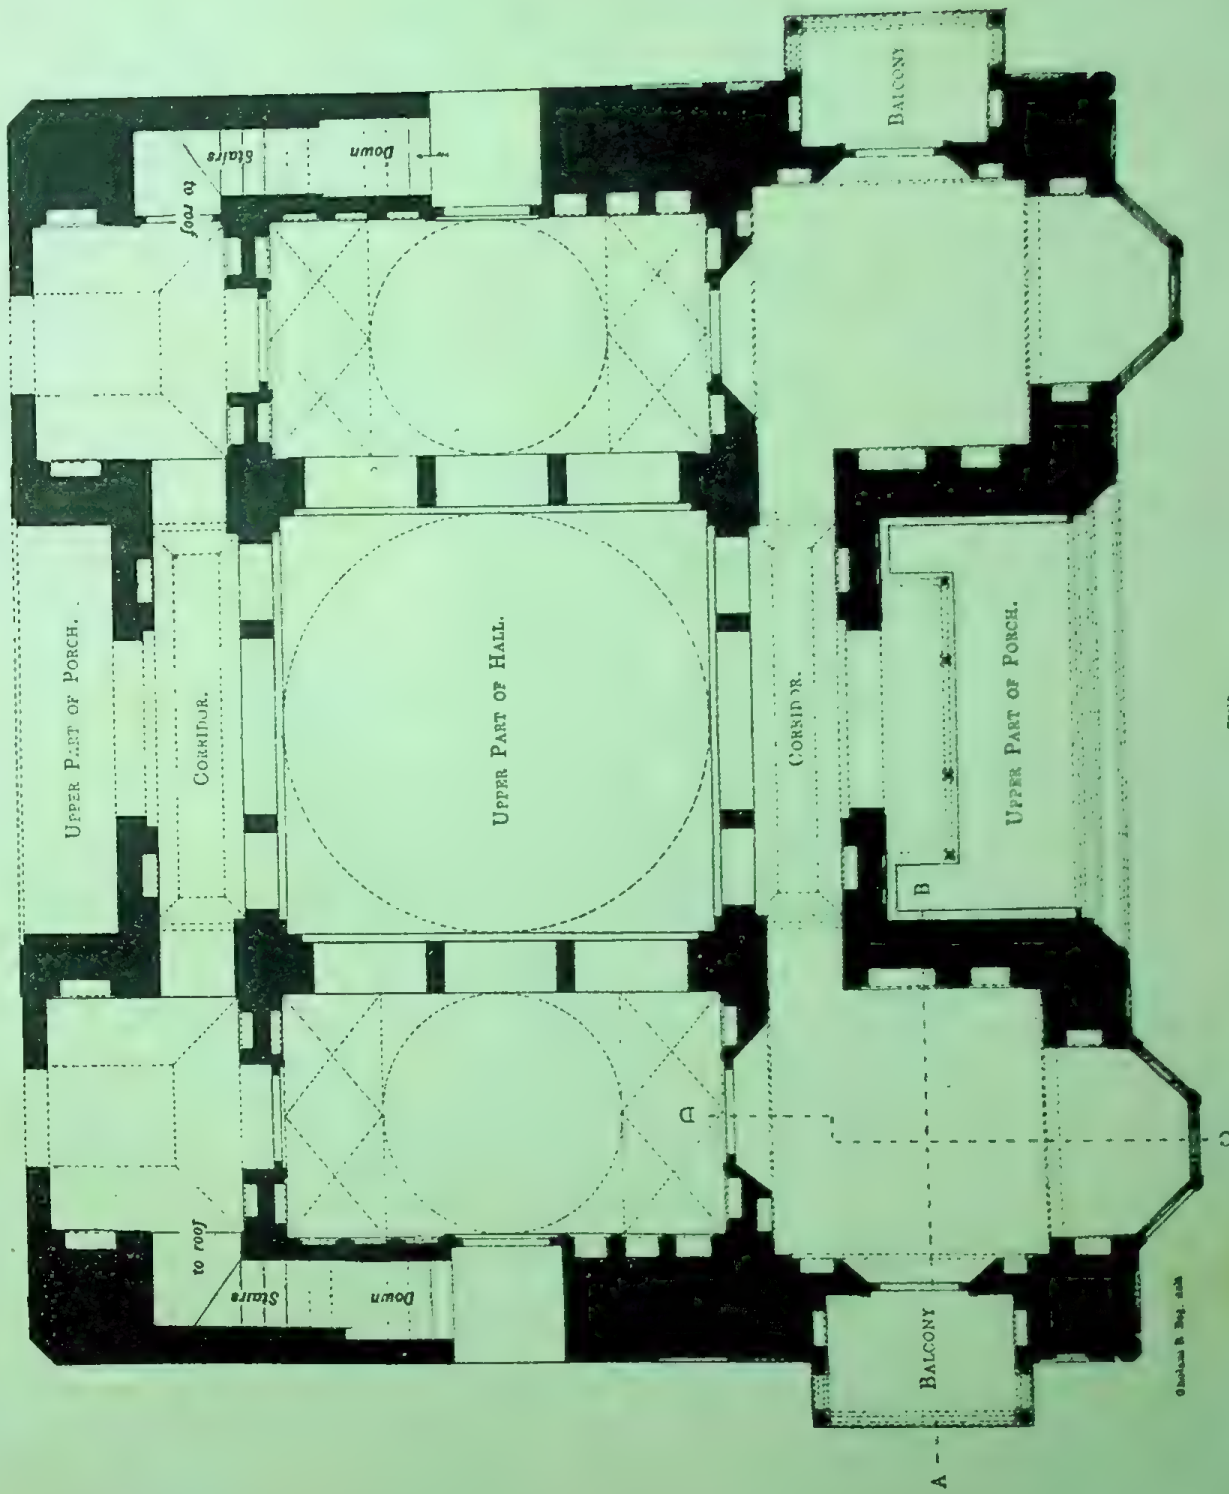 UPPER PART OF PORCH.
CORRIDOR.
UPPER PART OF HALL.
CORRIDOR.
UPPER PART OF PORCH.
to roof
Stairs
Down
to roof
Stairs
Down
BALCONY
BALCONY
A
B
C
D